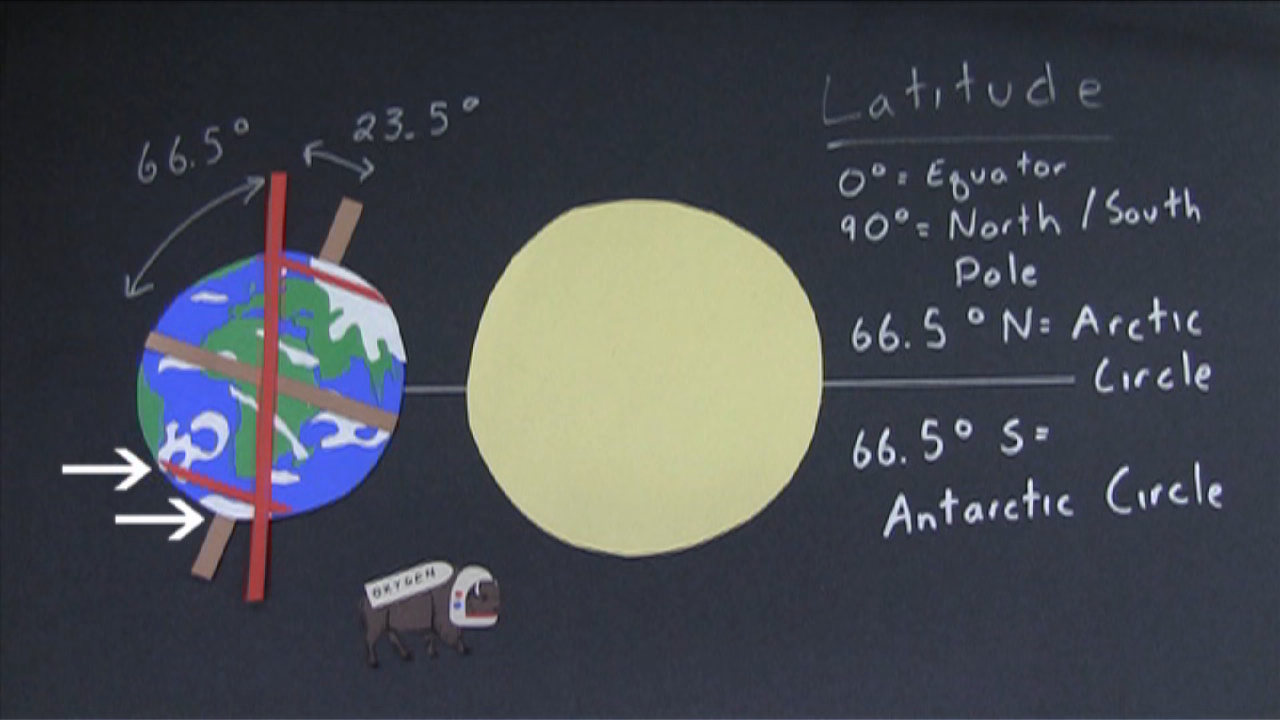 66.5°
23.5°
Latitude
0° = Equator
90° = North / South
Pole
66.5° N = Arctic
Circle
66.5° S =
Antarctic Circle
OXYGEN